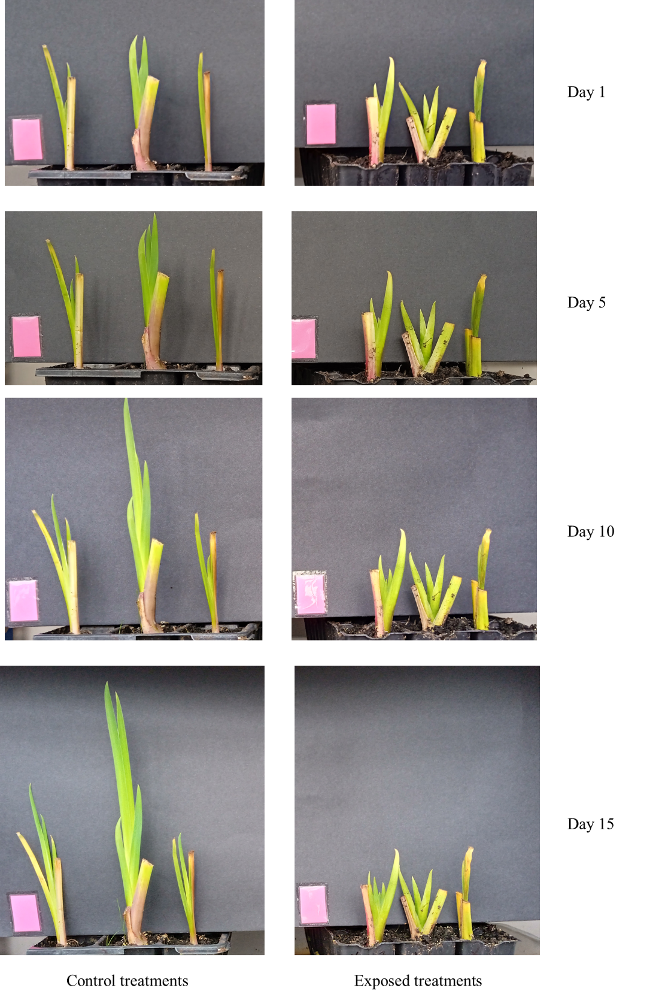 Day 1
Day 5
Day 10
Day 15
Control treatments
Exposed treatments